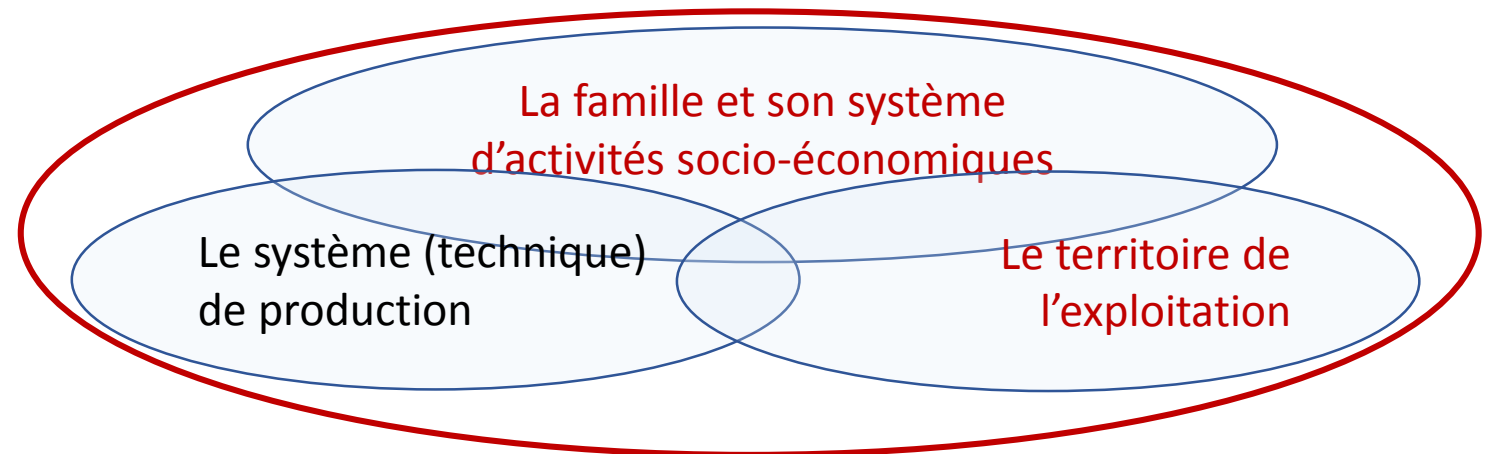 La famille et son système
d’activités socio-économiques
Le système (technique)
de production
Le territoire de
l’exploitation